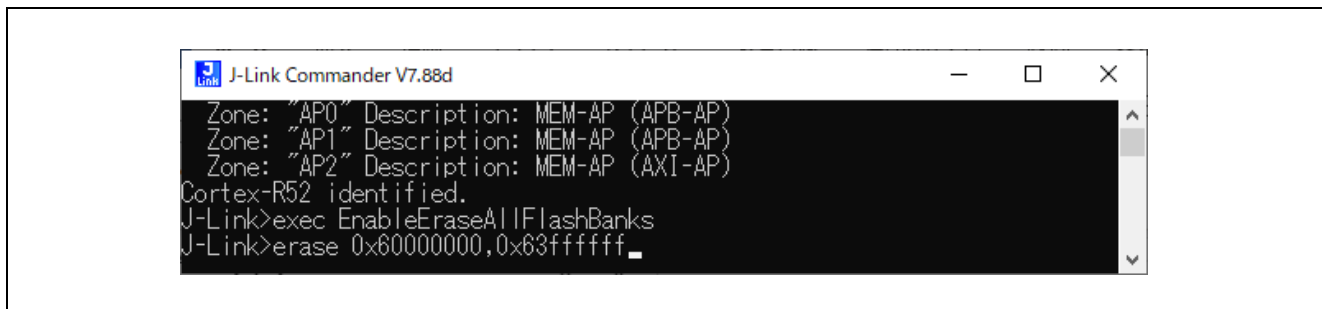 J-Link Commander V7.88d
Zone: "AP0" Description: MEM-AP (APB-AP)
Zone: "AP1" Description: MEM-AP (APB-AP)
Zone: "AP2" Description: MEM-AP (AXI-AP)
Cortex-R52 identified.
J-Link>exec EnableEraseAllFlashBanks
J-Link>erase 0x60000000,0x63ffffff